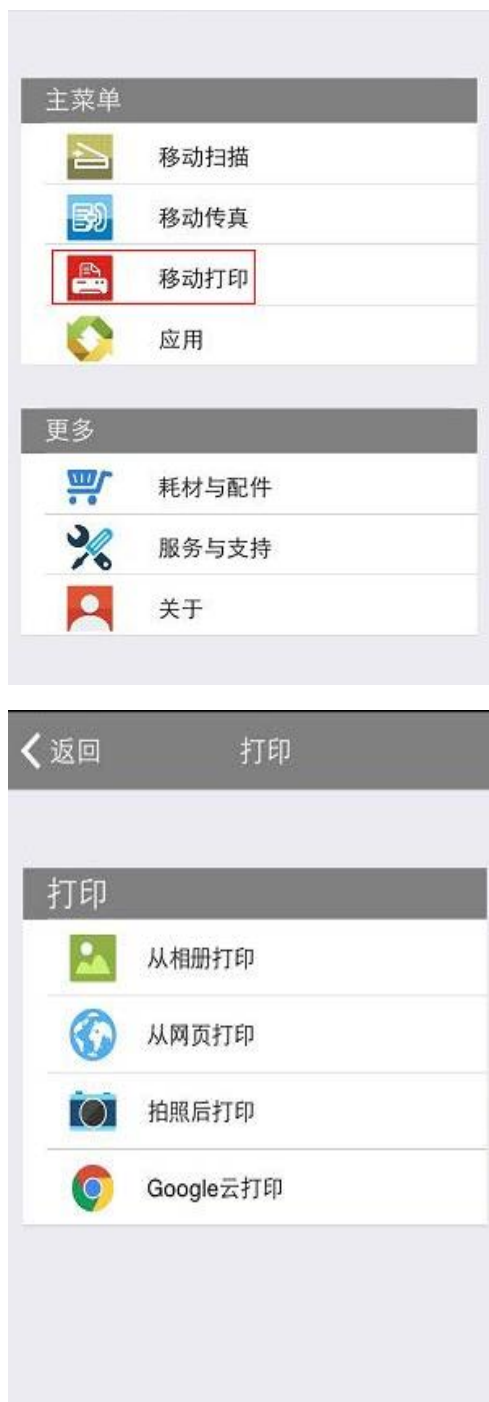 主菜单
移动扫描
移动传真
移动打印
应用
更多
耗材与配件
服务与支持
关于
返回 打印
打印
从相册打印
从网页打印
拍照后打印
Google云打印